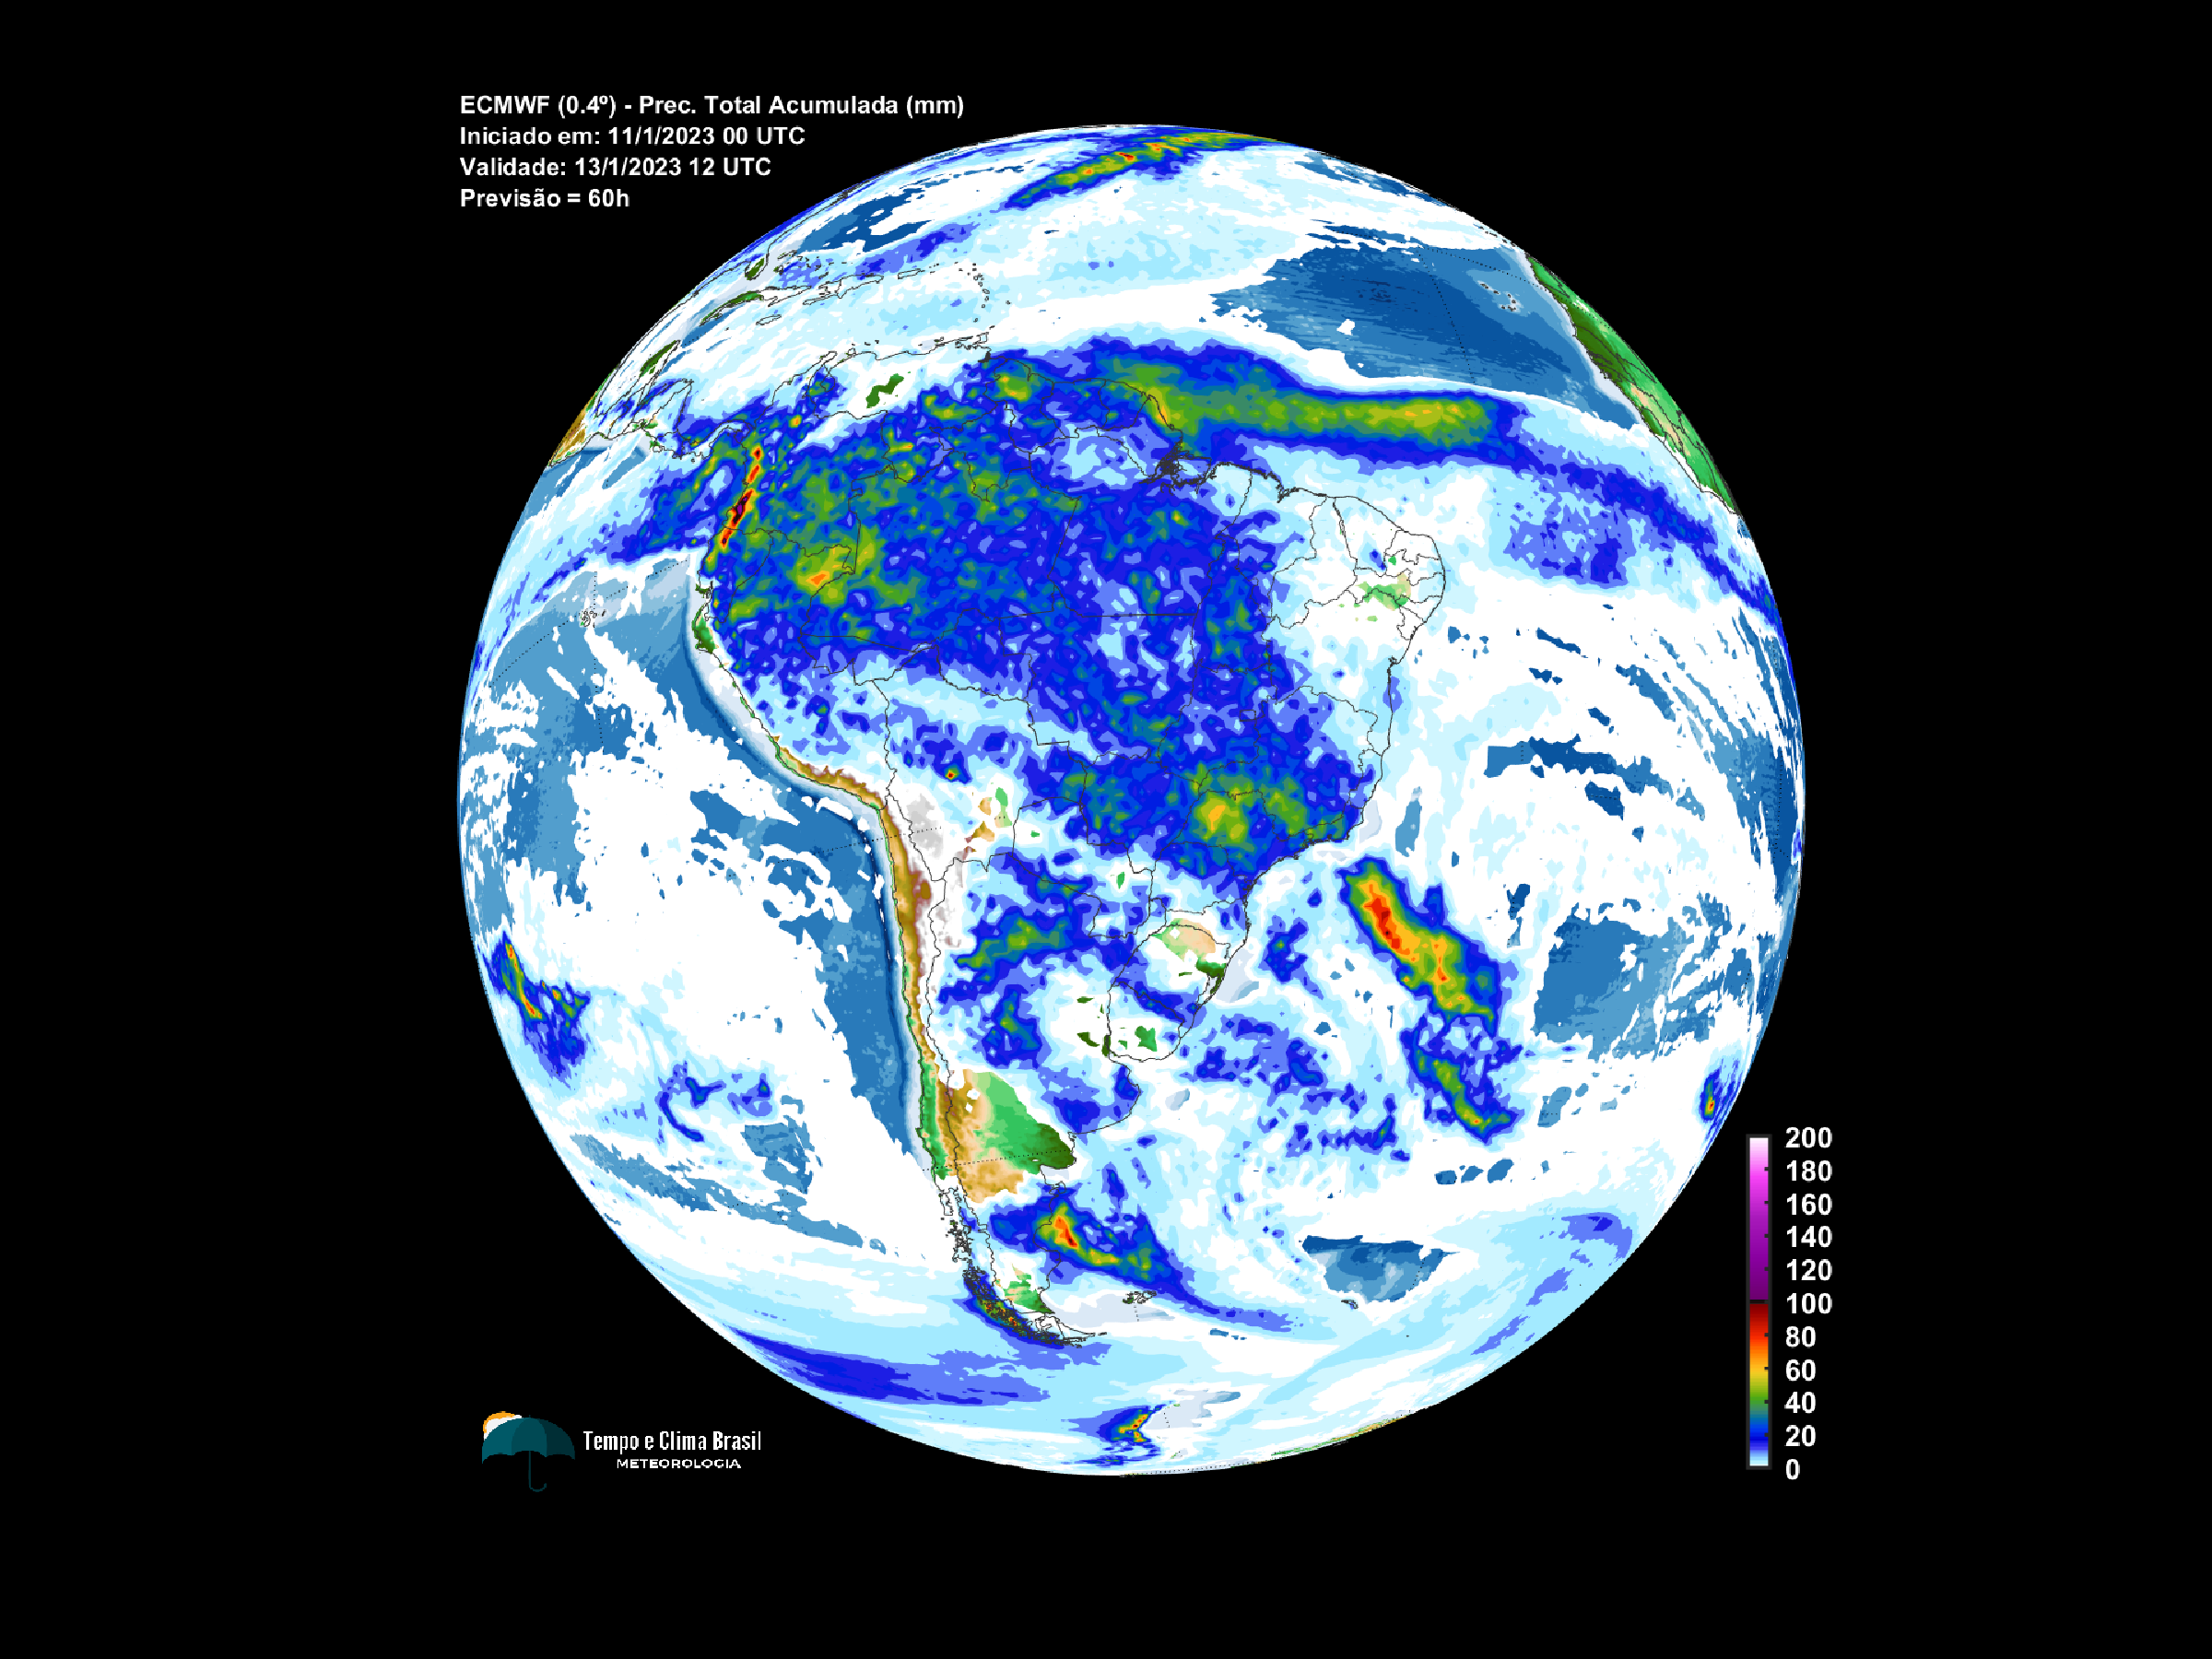 ECMWF (0.4º) - Prec. Total Acumulada (mm)
Iniciado em: 11/1/2023 00 UTC
Validade: 13/1/2023 12 UTC
Previsão = 60h
200
180
160
140
120
100
80
60
40
20
0
Tempo e Clima Brasil
METEOROLOGIA